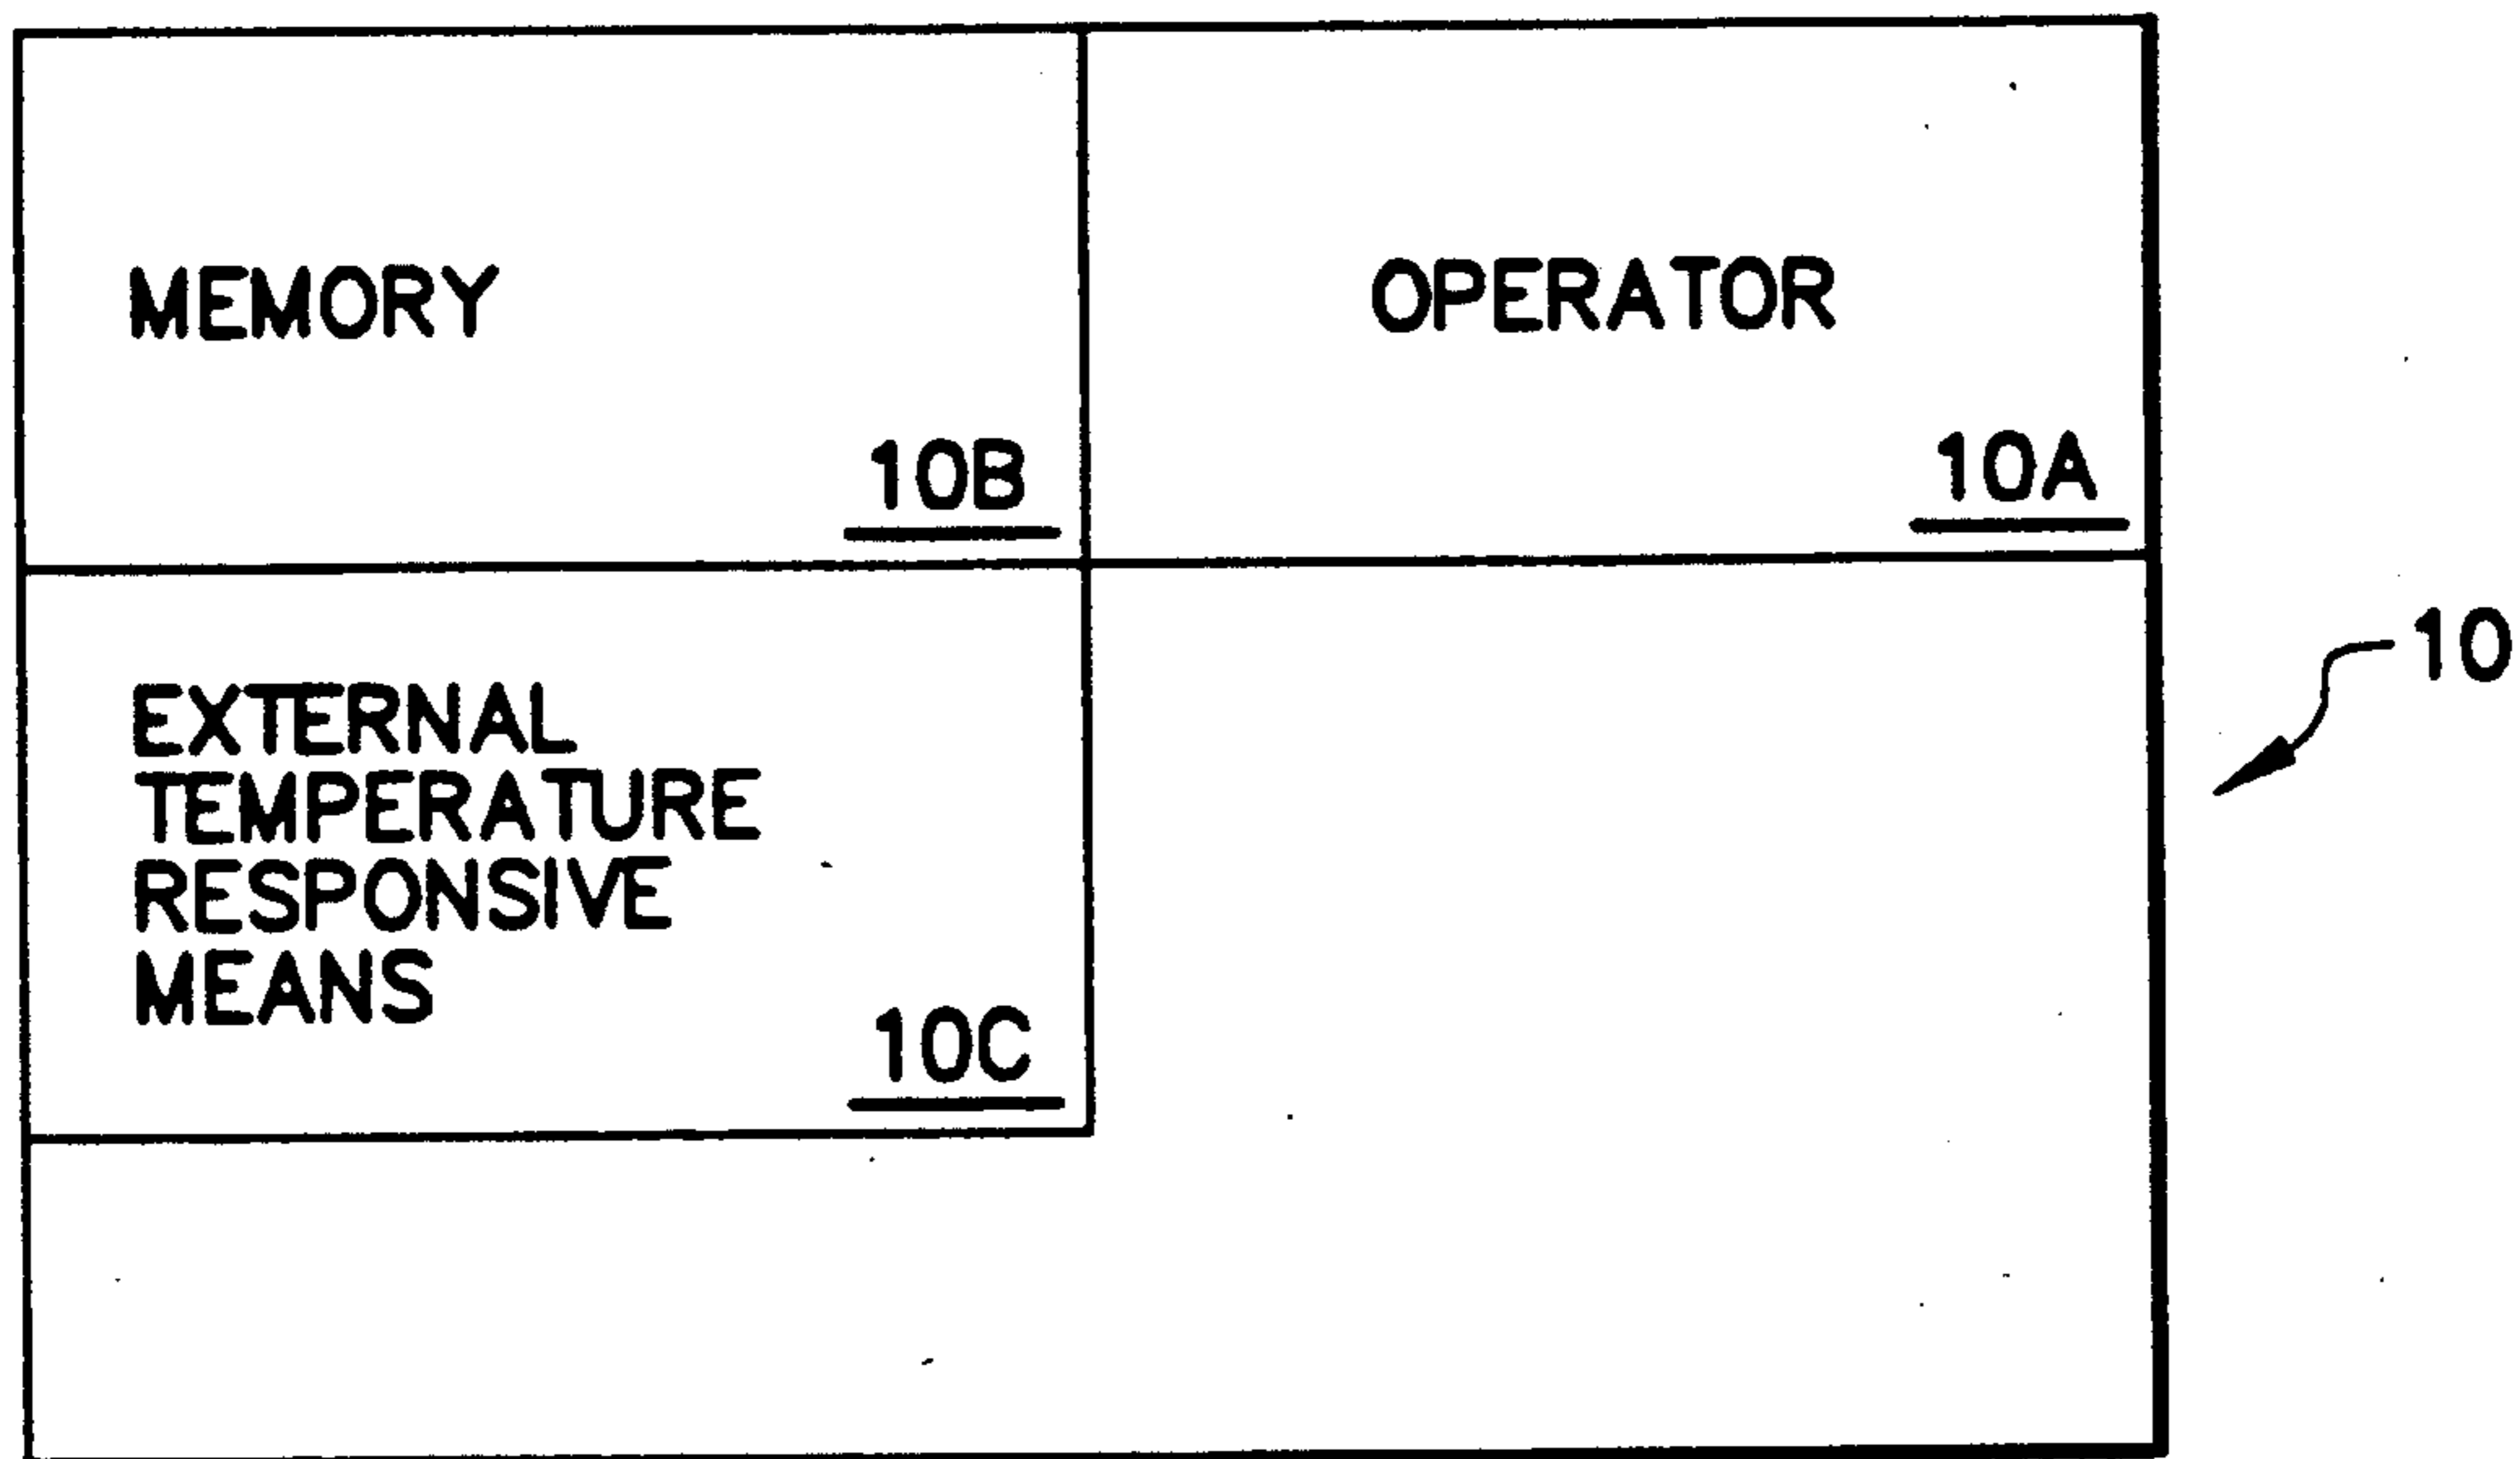 MEMORY
10B
OPERATOR
10A
EXTERNAL
TEMPERATURE
RESPONSIVE
MEANS
10C
10